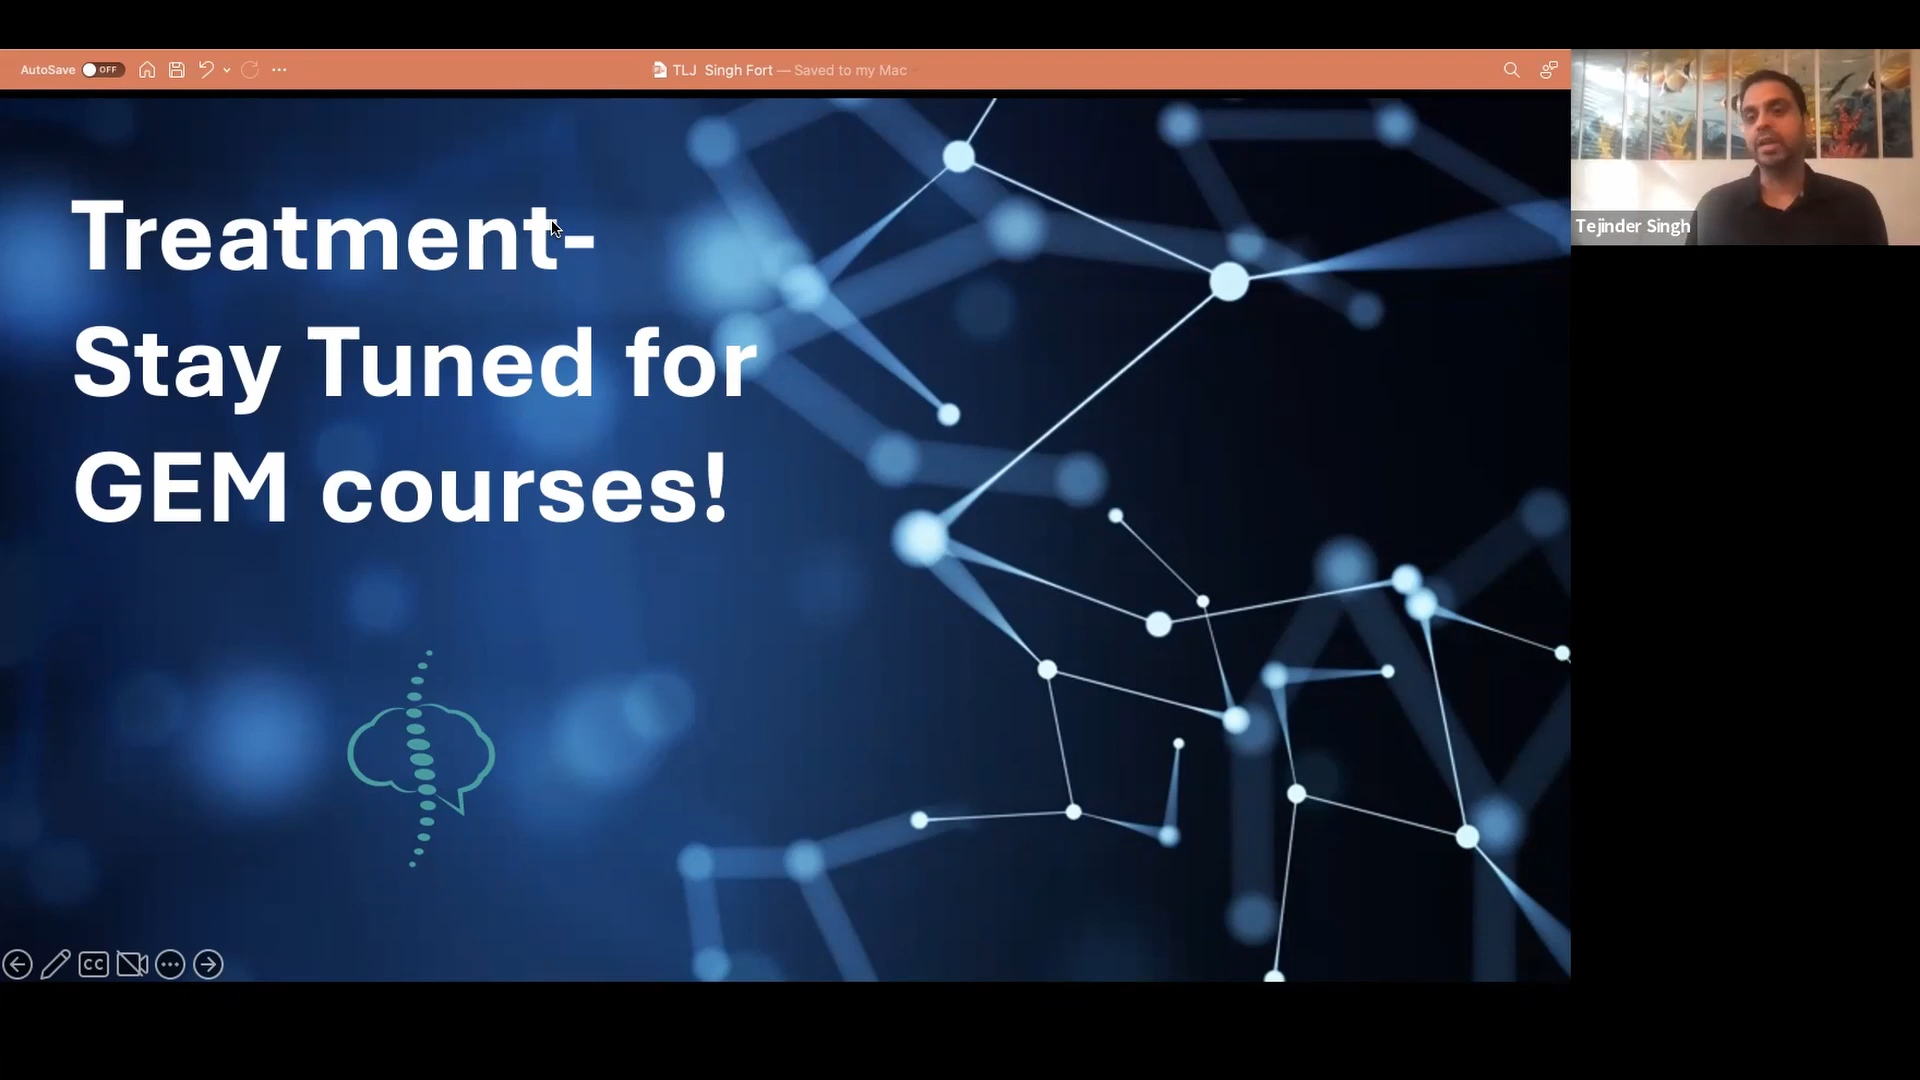 AutoSave OFF
TLJ Singh Fort — Saved to my Mac
Treatment-
Stay Tuned for
GEM courses!
Tejinder Singh
CC